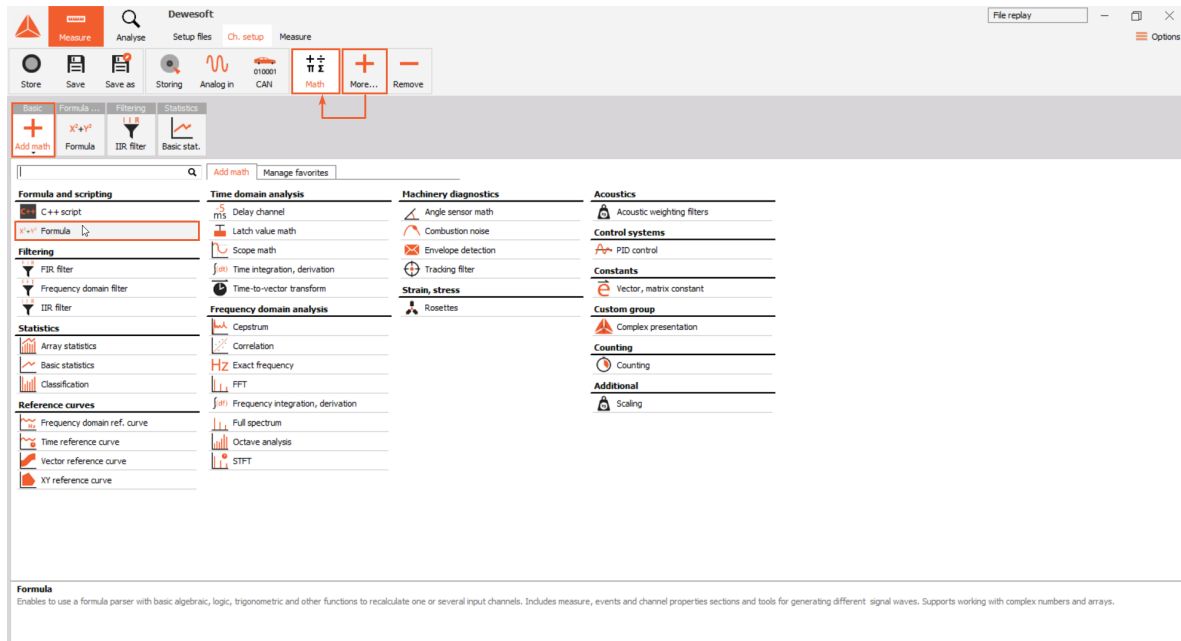 Dewesoft
File replay
Measure
Analyse
Setup files
Ch. setup
Measure
Options
Store
Save
Save as
Storing
Analog in
010001
CAN
+ ÷
π Σ
Math
More...
Remove
Basic
Formula ...
Filtering
Statistics
Add math
X²+Y²
Formula
I I R
IIR filter
Basic stat.
Add math
Manage favorites
Formula and scripting
C++
C++ script
X²+Y²
Formula
Filtering
FIR filter
Frequency domain filter
IIR filter
Statistics
Array statistics
Basic statistics
Classification
Reference curves
Frequency domain ref. curve
Time reference curve
Vector reference curve
XY reference curve
Time domain analysis
-5
ms
Delay channel
Latch value math
Scope math
∫(dt)
Time integration, derivation
Time-to-vector transform
Frequency domain analysis
Cepstrum
Correlation
Hz
Exact frequency
FFT
∫(df)
Frequency integration, derivation
Full spectrum
Octave analysis
STFT
Machinery diagnostics
Angle sensor math
Combustion noise
Envelope detection
Tracking filter
Strain, stress
Rosettes
Acoustics
Acoustic weighting filters
Control systems
PID control
Constants
e
Vector, matrix constant
Custom group
Complex presentation
Counting
Counting
Additional
Scaling
Formula
Enables to use a formula parser with basic algebraic, logic, trigonometric and other functions to recalculate one or several input channels. Includes measure, events and channel properties sections and tools for generating different signal waves. Supports working with complex numbers and arrays.